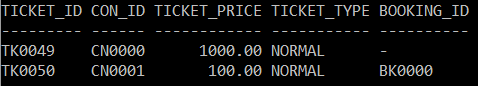 TICKET_ID CON_ID TICKET_PRICE TICKET_TYPE BOOKING_ID
--------- ------ ------------ ----------- ----------
TK0049 CN0000 1000.00 NORMAL -
TK0050 CN0001 100.00 NORMAL BK0000